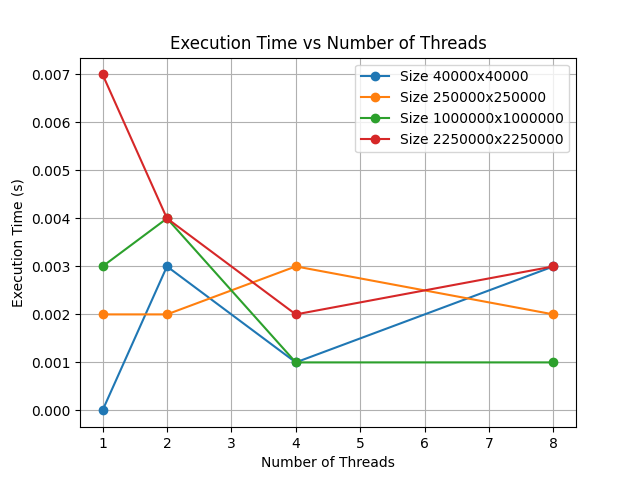 Execution Time vs Number of Threads
Size 40000x40000
Size 250000x250000
Size 1000000x1000000
Size 2250000x2250000
0.007
0.006
0.005
0.004
0.003
0.002
0.001
0.000
Execution Time (s)
1 2 3 4 5 6 7 8
Number of Threads